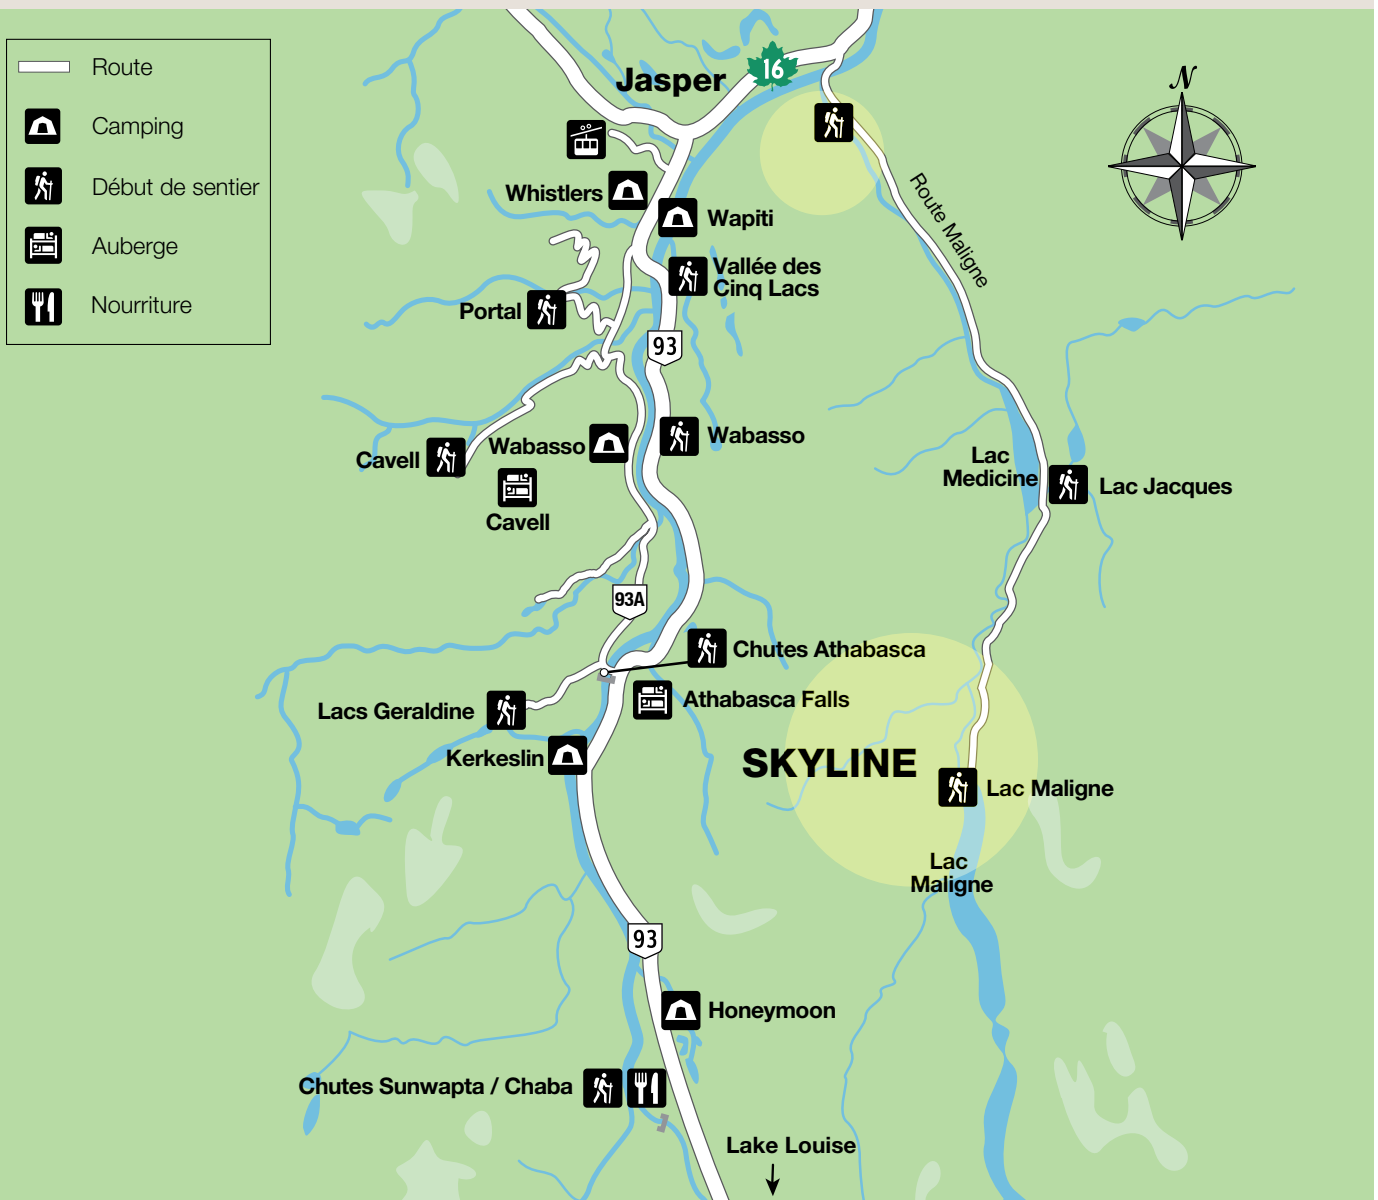 Route
Camping
Début de sentier
Auberge
Nourriture
Jasper
16
N
Whistlers
Wapiti
Route Maligne
Vallée des
Cinq Lacs
Portal
93
Wabasso
Wabasso
Cavell
Cavell
Lac
Medicine
Lac Jacques
93A
Chutes Athabasca
Athabasca Falls
Lacs Geraldine
Kerkeslin
SKYLINE
Lac Maligne
Lac
Maligne
93
Honeymoon
Chutes Sunwapta / Chaba
Lake Louise